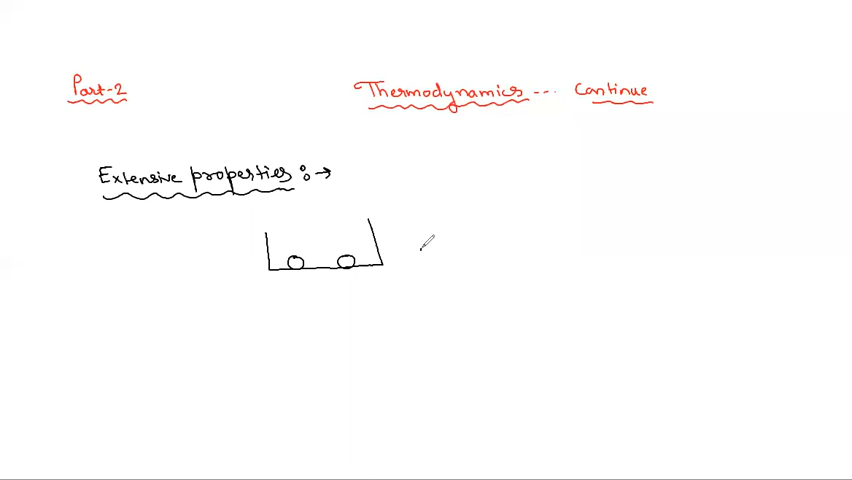 Part-2 Thermodynamics --- Continue
Extensive properties :→